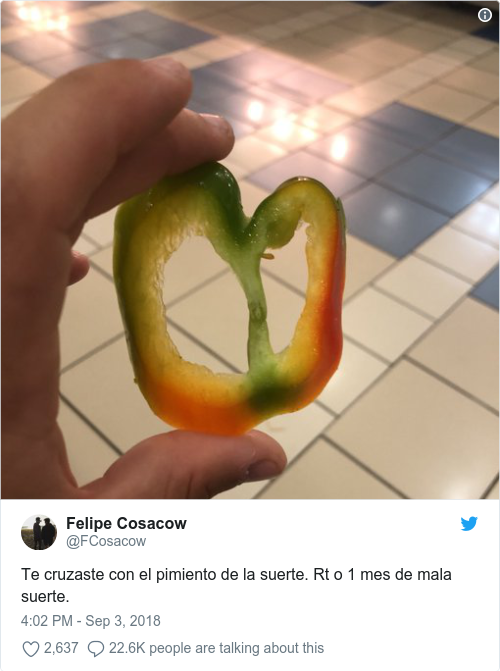 Felipe Cosacow
@FCosacow
Te cruzaste con el pimiento de la suerte. Rt o 1 mes de mala
suerte.
4:02 PM - Sep 3, 2018
2,637 22.6K people are talking about this